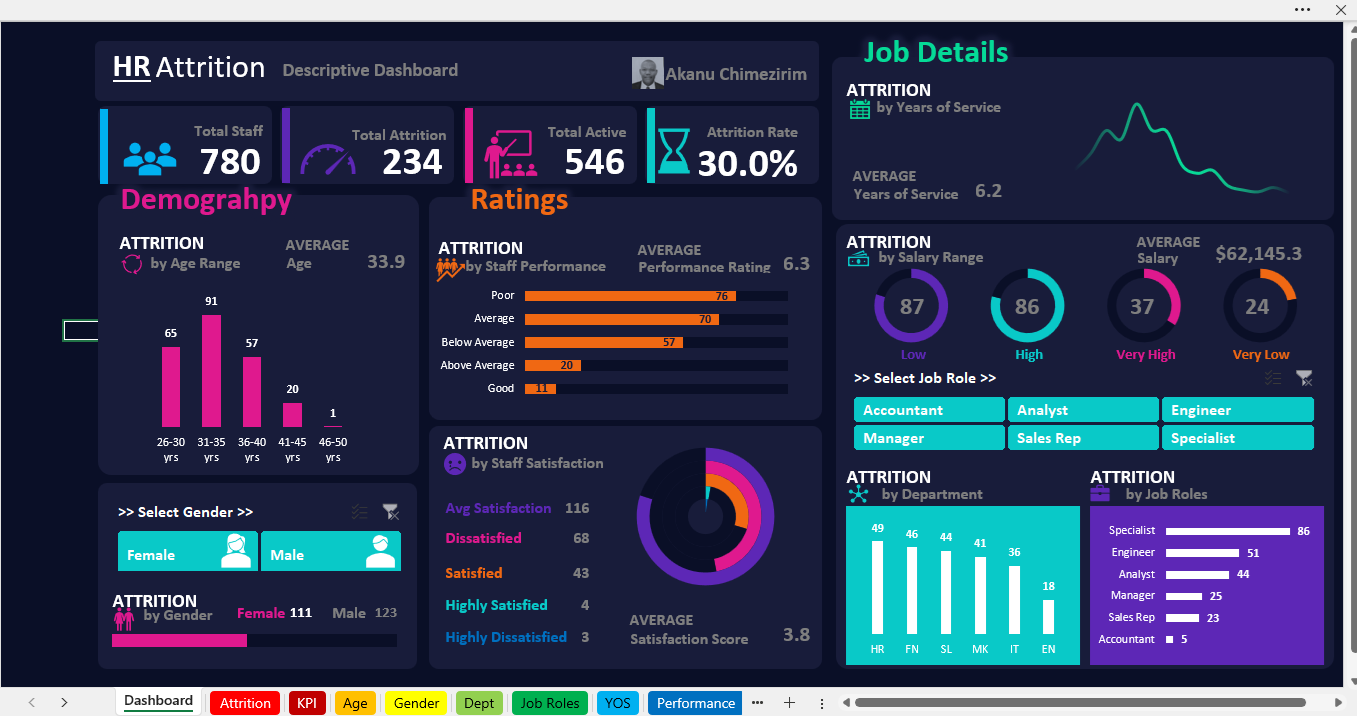 HR Attrition Descriptive Dashboard
Akanu Chimezirim
Total Staff
780
Total Attrition
234
Total Active
546
Attrition Rate
30.0%
Demograhpy
ATTRITION
by Age Range
AVERAGE
Age
33.9
65
91
57
20
1
26-30 yrs
31-35 yrs
36-40 yrs
41-45 yrs
46-50 yrs
>> Select Gender >>
Female
Male
ATTRITION
by Gender
Female 111
Male 123
Ratings
ATTRITION
by Staff Performance
AVERAGE
Performance Rating
6.3
Poor 76
Average 70
Below Average 57
Above Average 20
Good 11
ATTRITION
by Staff Satisfaction
Avg Satisfaction 116
Dissatisfied 68
Satisfied 43
Highly Satisfied 4
Highly Dissatisfied 3
AVERAGE
Satisfaction Score
3.8
Job Details
ATTRITION
by Years of Service
AVERAGE
Years of Service
6.2
ATTRITION
by Salary Range
AVERAGE
Salary
$62,145.3
87
86
37
24
Low
High
Very High
Very Low
>> Select Job Role >>
Accountant
Analyst
Engineer
Manager
Sales Rep
Specialist
ATTRITION
by Department
49
46
44
41
36
18
HR
FN
SL
MK
IT
EN
ATTRITION
by Job Roles
Specialist 86
Engineer 51
Analyst 44
Manager 25
Sales Rep 23
Accountant 5
Dashboard
Attrition
KPI
Age
Gender
Dept
Job Roles
YOS
Performance